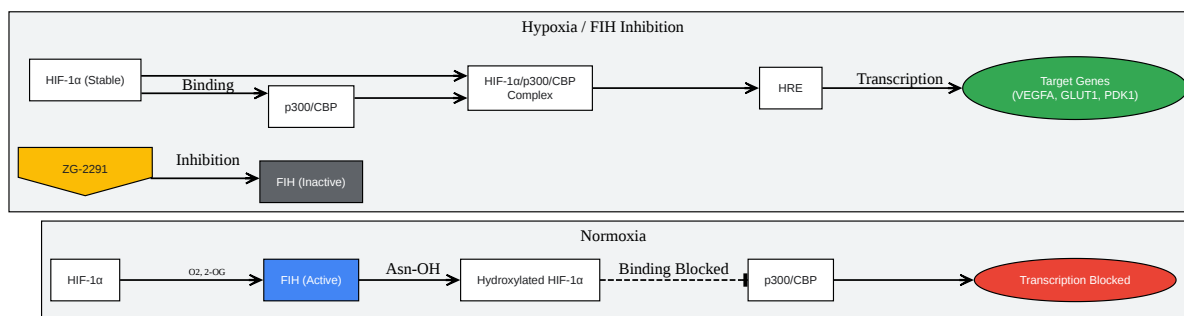 Hypoxia / FIH Inhibition
HIF-1α (Stable)
Binding
p300/CBP
HIF-1α/p300/CBP
Complex
HRE
Transcription
Target Genes
(VEGFA, GLUT1, PDK1)
ZG-2291
Inhibition
FIH (Inactive)
Normoxia
HIF-1α
O2, 2-OG
FIH (Active)
Asn-OH
Hydroxylated HIF-1α
Binding Blocked
p300/CBP
Transcription Blocked